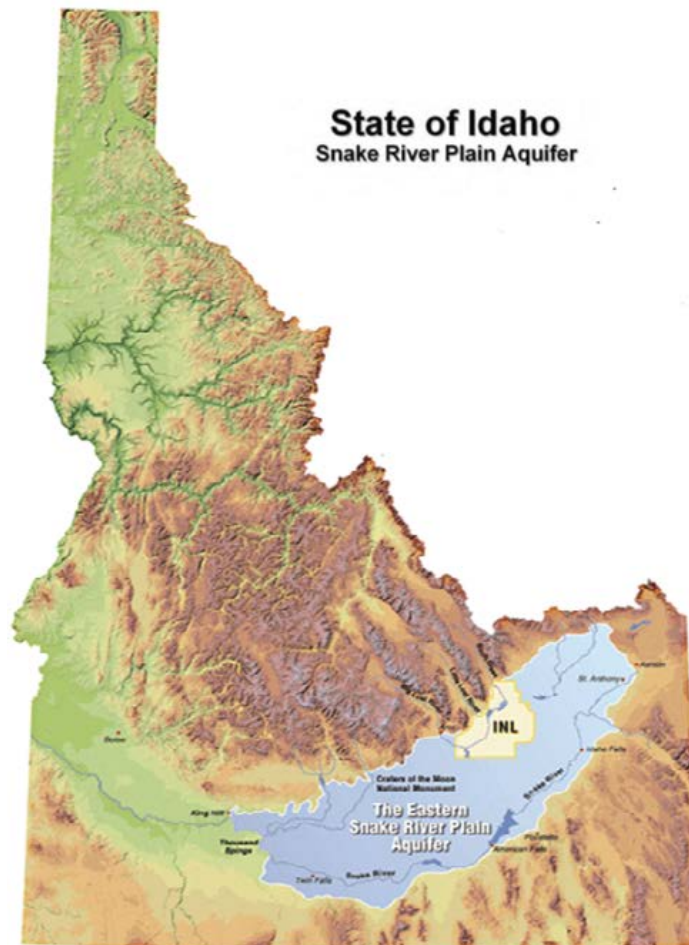 State of Idaho
Snake River Plain Aquifer
Ashton
St. Anthony
INL
Idaho Falls
Boise
Craters of the Moon
National Monument
Snake River
King Hill
The Eastern
Snake River Plain
Aquifer
Thousand
Springs
Pocatello
American Falls
Twin Falls
Snake River